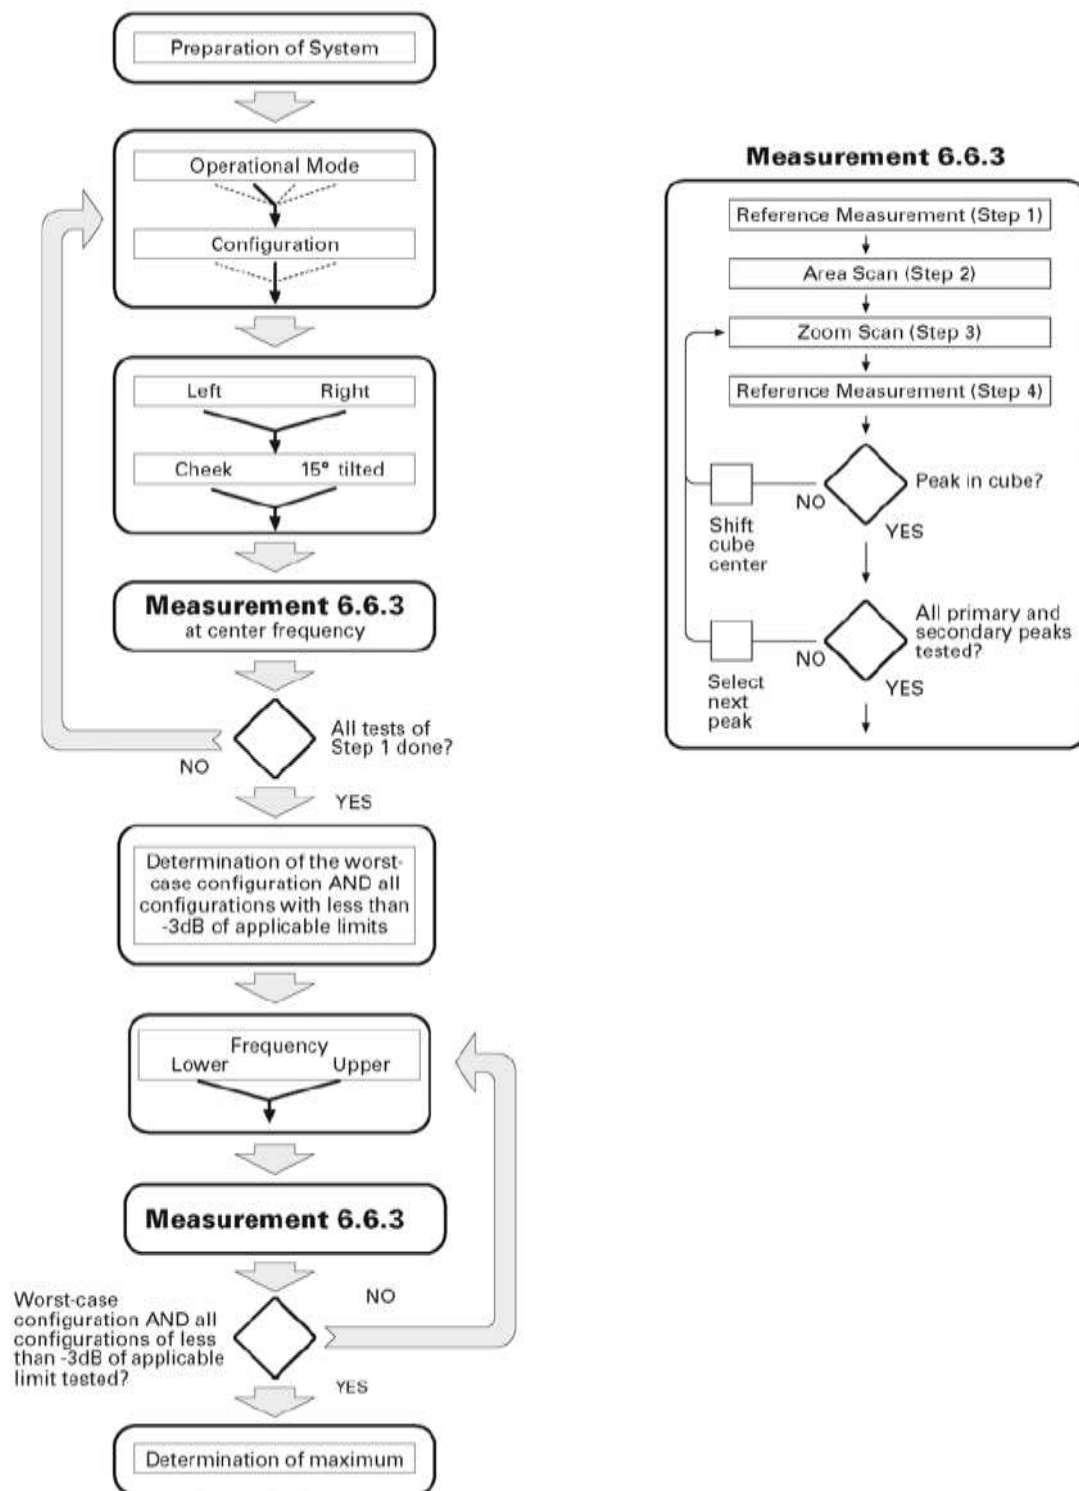 Preparation of System
Operational Mode
Configuration
Left Right
Cheek 15° tilted
Measurement 6.6.3
at center frequency
All tests of
Step 1 done?
NO
YES
Determination of the worst-
case configuration AND all
configurations with less than
-3dB of applicable limits
Frequency
Lower Upper
Measurement 6.6.3
Worst-case
configuration AND all
configurations of less
than -3dB of applicable
limit tested?
NO
YES
Determination of maximum
Measurement 6.6.3
Reference Measurement (Step 1)
Area Scan (Step 2)
Zoom Scan (Step 3)
Reference Measurement (Step 4)
Peak in cube?
NO
YES
Shift
cube
center
All primary and
secondary peaks
tested?
NO
YES
Select
next
peak